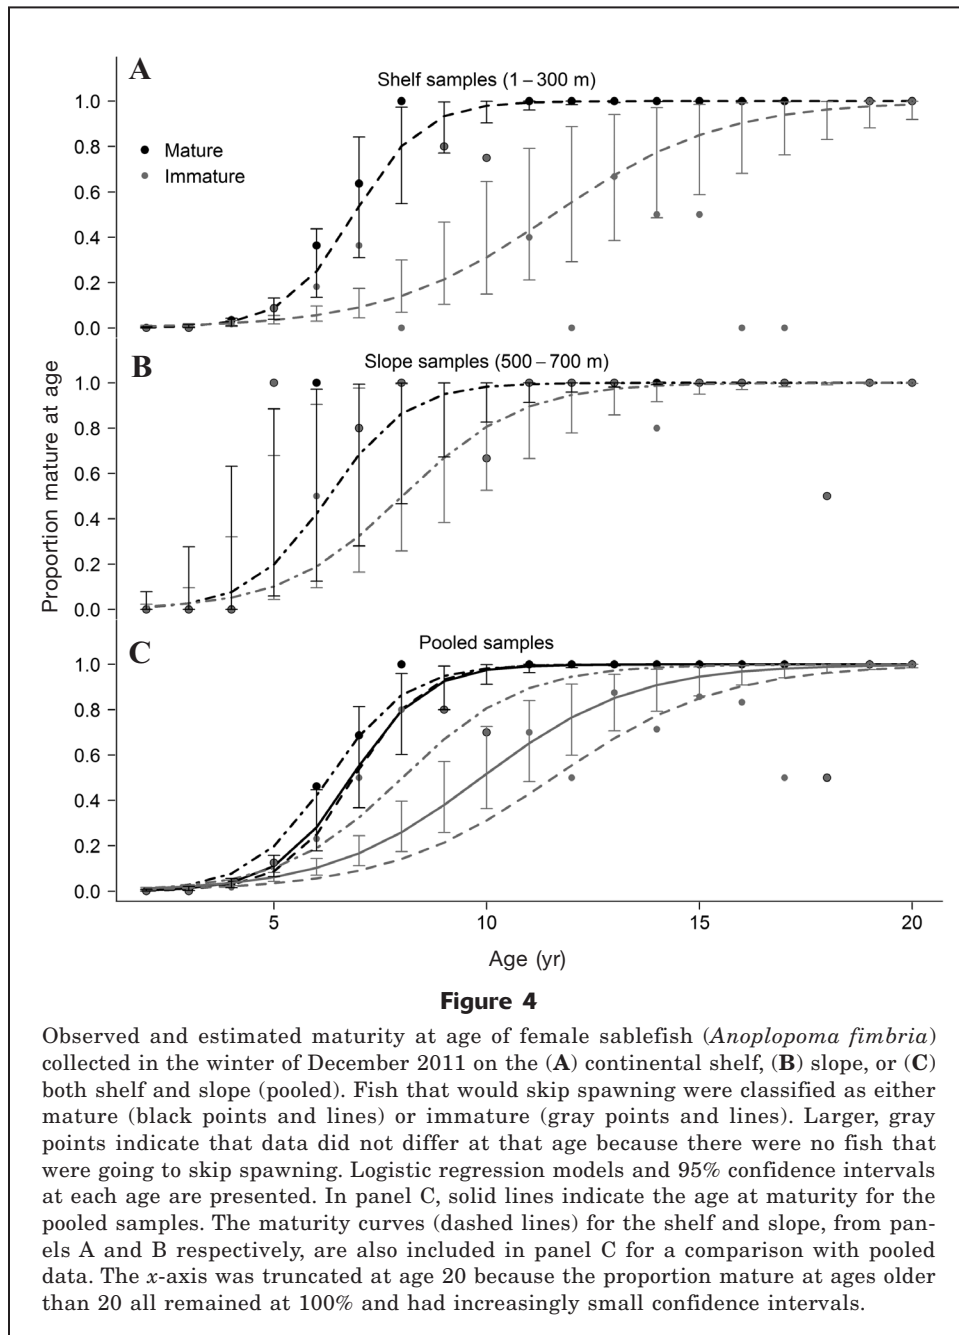 A
Shelf samples (1 – 300 m)
1.0
0.8
0.6
0.4
0.2
0.0
Mature
Immature
B
Slope samples (500 – 700 m)
1.0
0.8
0.6
0.4
0.2
0.0
Proportion mature at age
C
Pooled samples
1.0
0.8
0.6
0.4
0.2
0.0
5
10
15
20
Age (yr)
Figure 4
Observed and estimated maturity at age of female sablefish (Anoplopoma fimbria)
collected in the winter of December 2011 on the (A) continental shelf, (B) slope, or (C)
both shelf and slope (pooled). Fish that would skip spawning were classified as either
mature (black points and lines) or immature (gray points and lines). Larger, gray
points indicate that data did not differ at that age because there were no fish that
were going to skip spawning. Logistic regression models and 95% confidence intervals
at each age are presented. In panel C, solid lines indicate the age at maturity for the
pooled samples. The maturity curves (dashed lines) for the shelf and slope, from pan-
els A and B respectively, are also included in panel C for a comparison with pooled
data. The x-axis was truncated at age 20 because the proportion mature at ages older
than 20 all remained at 100% and had increasingly small confidence intervals.